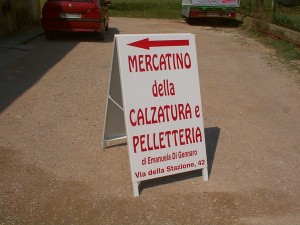 MERCATINO
della
CALZATURA e
PELLETTERIA
di Emanuela Di Gennaro
Via della Stazione, 42